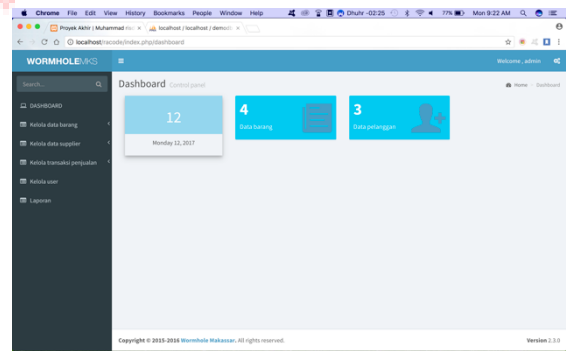 Chrome File Edit View History Bookmarks People Window Help Dhuhr -02:25 77% Mon 9:22 AM
Proyek Akhir | Muhammad localhost / localhost / demo
localhost/racode/index.php/dashboard
WORMHOLEMKS
Welcome , admin
Search...
Dashboard Control panel
Home Dashboard
DASHBOARD
Kelola data barang
Kelola data supplier
Kelola transaksi penjualan
Kelola user
Laporan
12
Monday 12, 2017
4
Data barang
3
Data pelanggan
Copyright © 2015-2016 Wormhole Makassar. All rights reserved.
Version 2.3.0